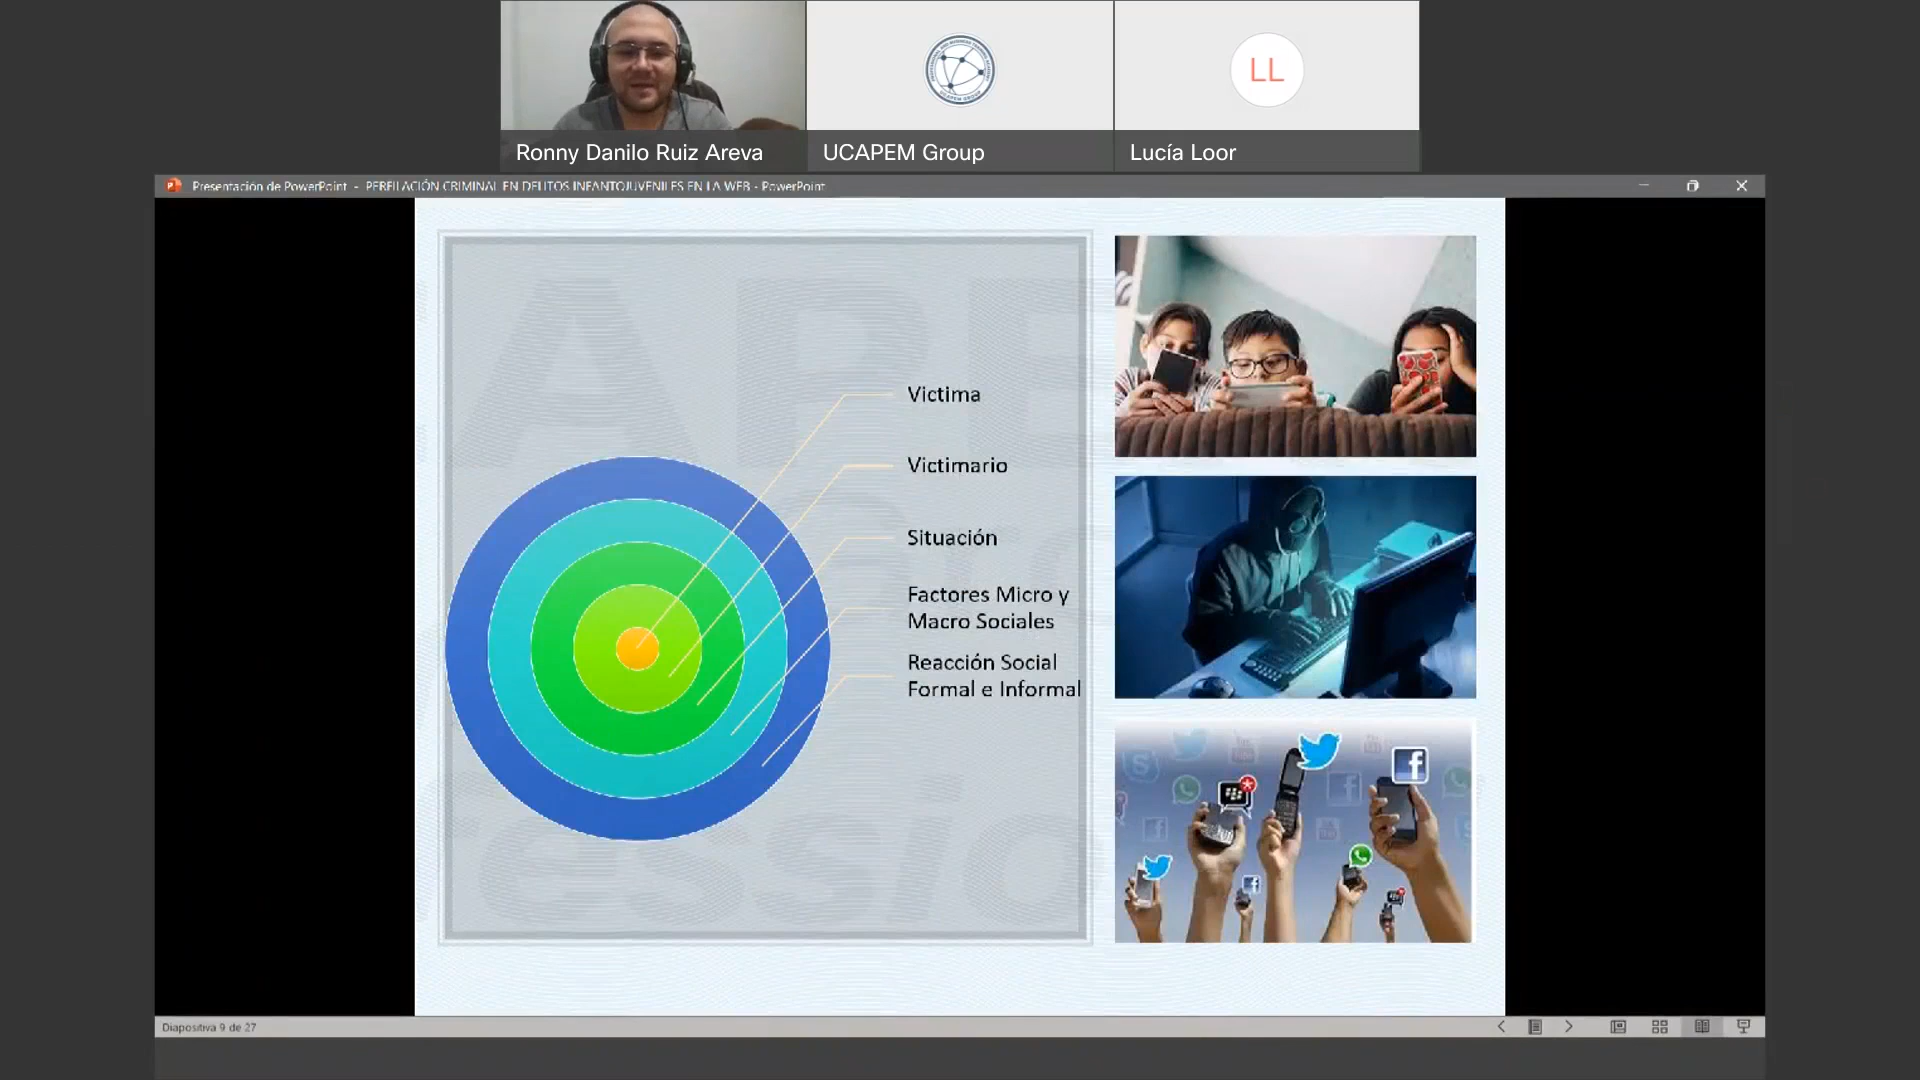 LL
Ronny Danilo Ruiz Areva
UCAPEM Group
Lucía Loor
Presentación de PowerPoint - PERFILACIÓN CRIMINAL EN DELITOS INFANTOJUVENILES EN LA WEB - PowerPoint
Victima
Victimario
Situación
Factores Micro y
Macro Sociales
Reacción Social
Formal e Informal
Diapositiva 9 de 27